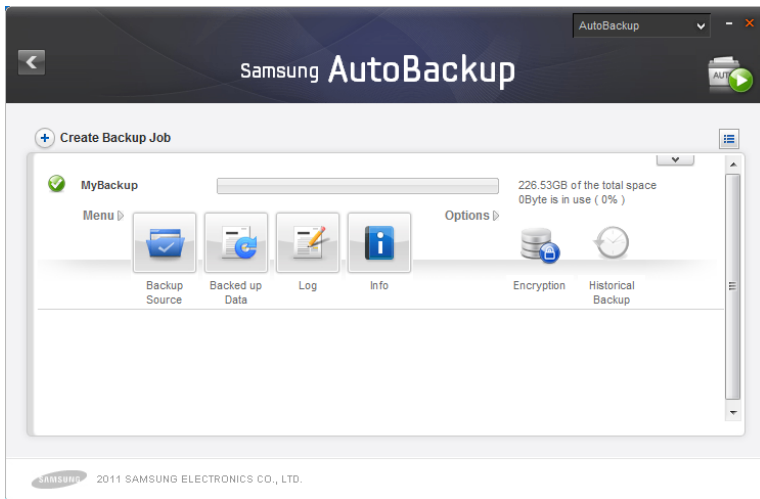 AutoBackup
Samsung AutoBackup
AUTO
Create Backup Job
MyBackup
226.53GB of the total space
0Byte is in use ( 0% )
Menu
Options
Backup Source
Backed up Data
Log
Info
Encryption
Historical Backup
SAMSUNG
2011 SAMSUNG ELECTRONICS CO., LTD.